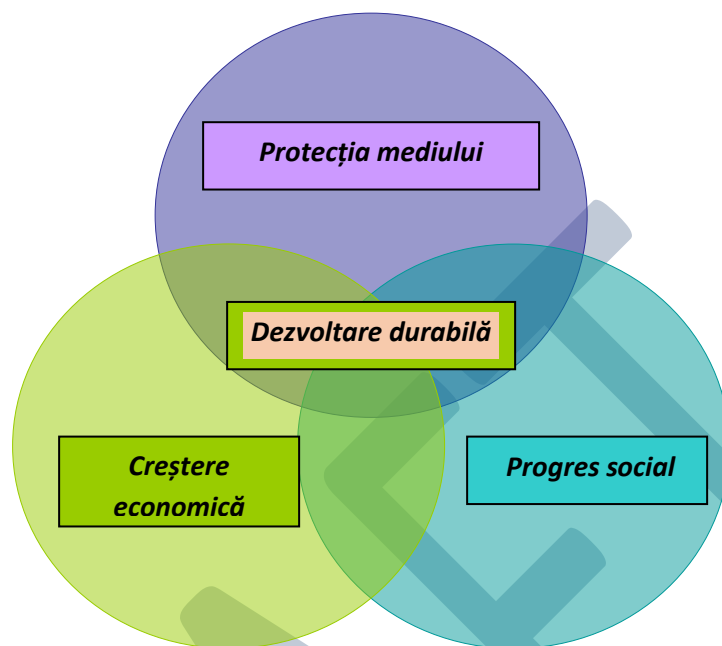 Protecția mediului
Dezvoltare durabilă
Creștere
economică
Progres social